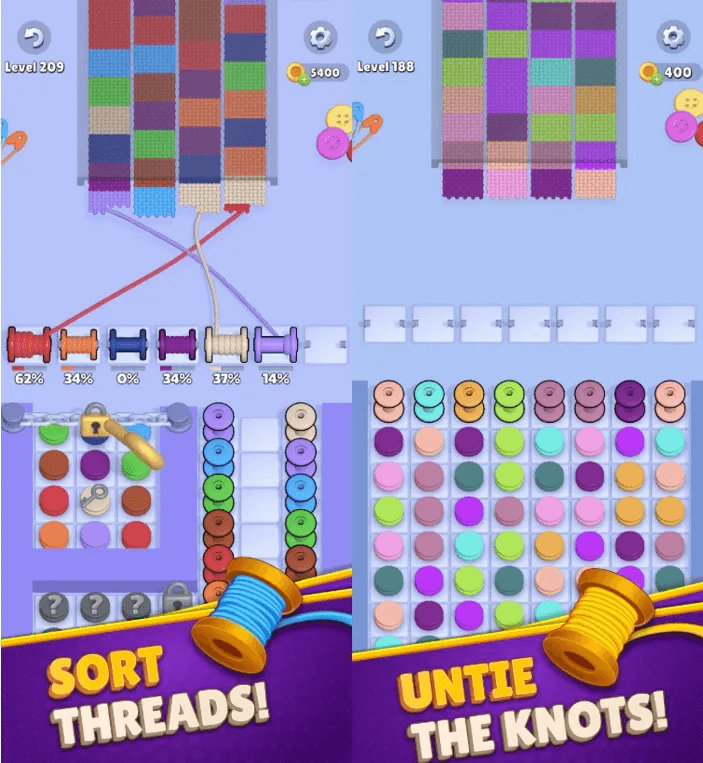 Level 209
5400
62%
34%
0%
34%
37%
14%
?
?
?
SORT
THREADS!
Level 188
400
UNTIE
THE KNOTS!